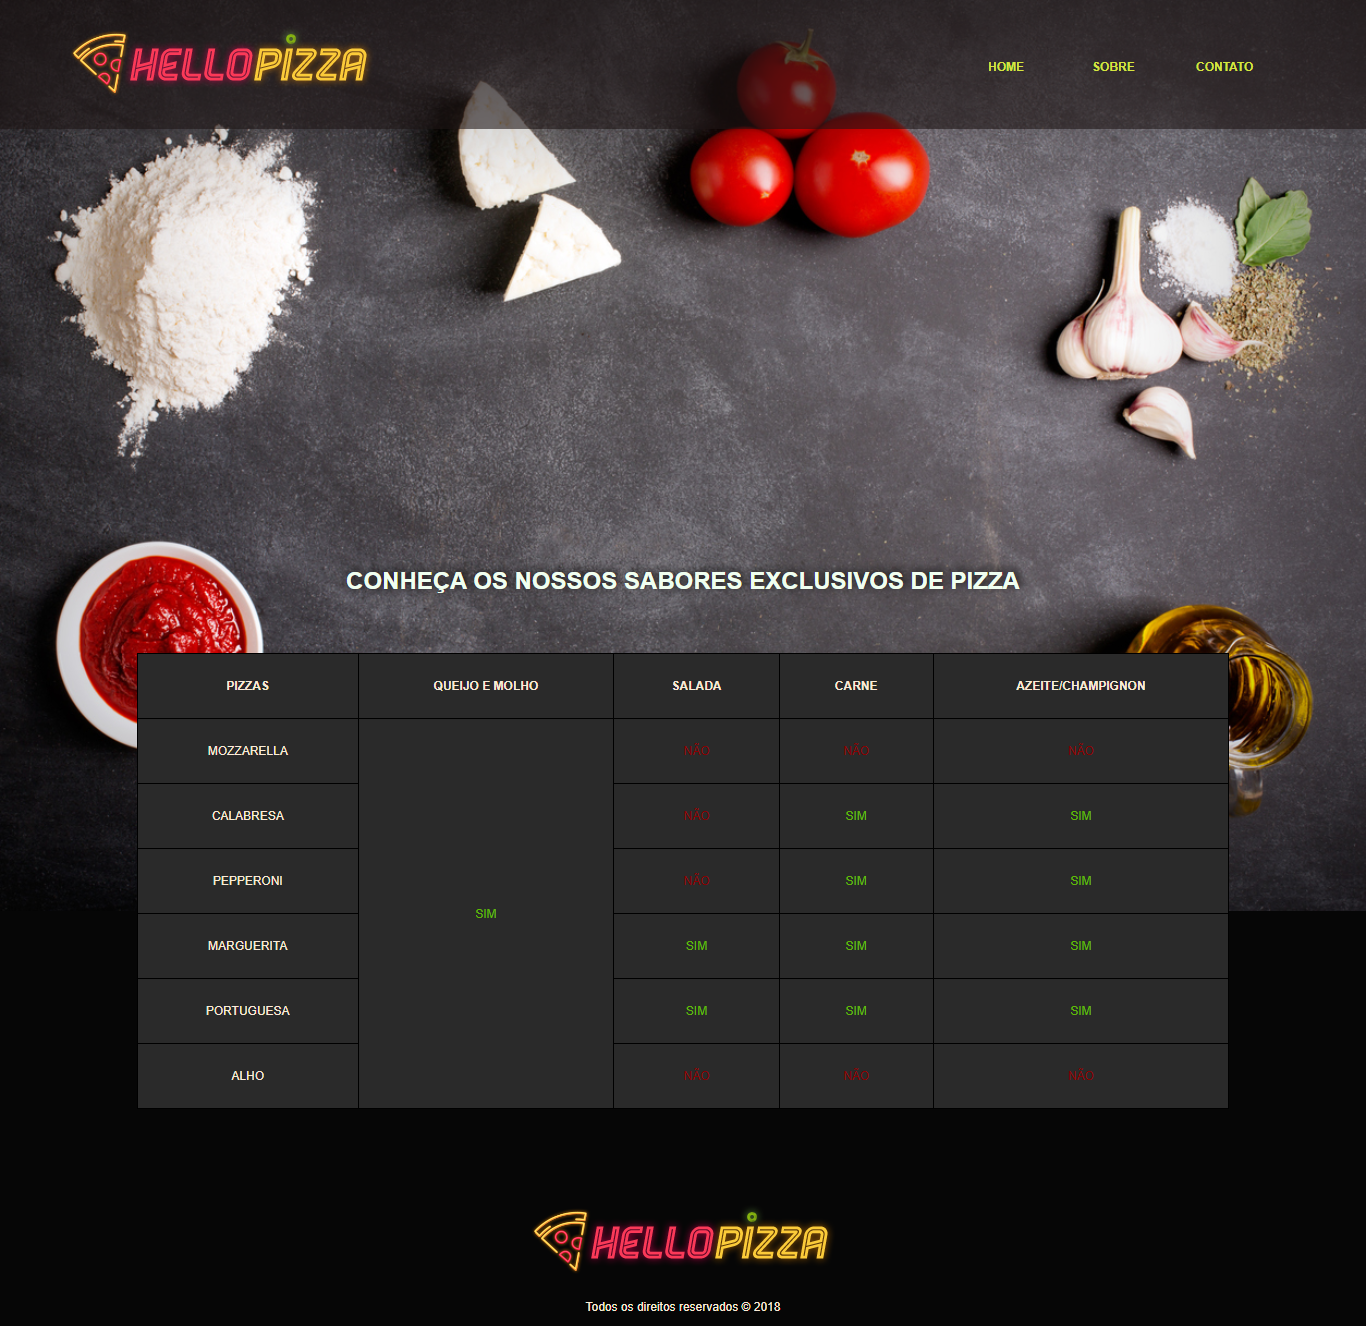 HELLOPIZZA
HOME SOBRE CONTATO
CONHEÇA OS NOSSOS SABORES EXCLUSIVOS DE PIZZA
PIZZAS QUEIJO E MOLHO SALADA CARNE AZEITE/CHAMPIGNON
MOZZARELLA NÃO NÃO NÃO
CALABRESA NÃO SIM SIM
PEPPERONI NÃO SIM SIM
SIM
MARGUERITA SIM SIM SIM
PORTUGUESA SIM SIM SIM
ALHO NÃO NÃO NÃO
HELLOPIZZA
Todos os direitos reservados © 2018